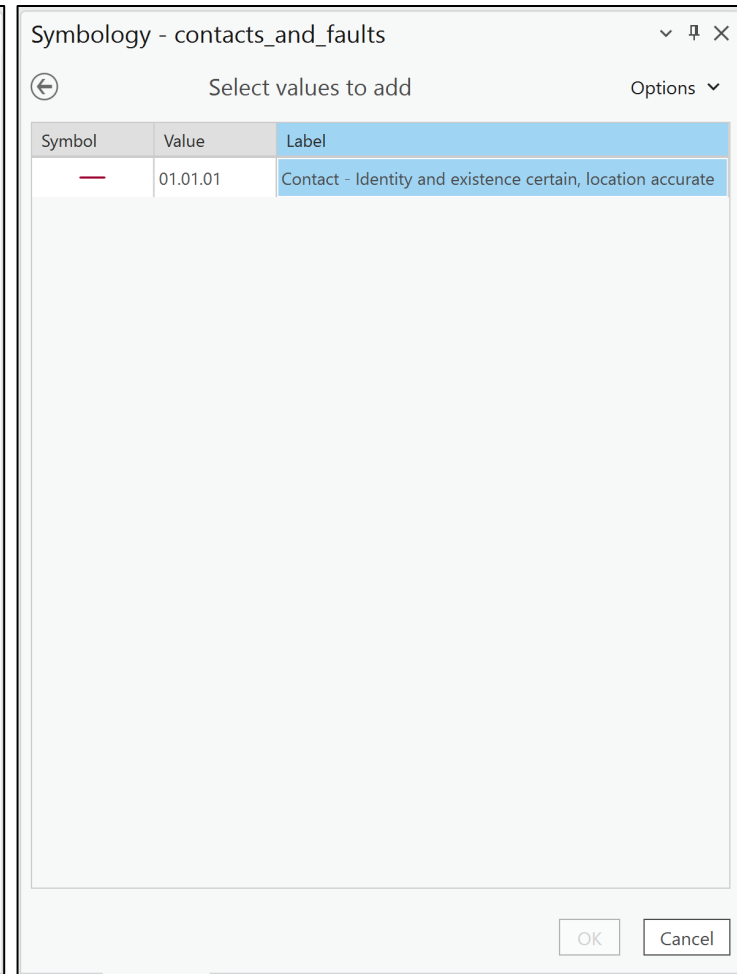 Symbology - contacts_and_faults
Select values to add
Options
Symbol Value Label
01.01.01 Contact - Identity and existence certain, location accurate
OK Cancel